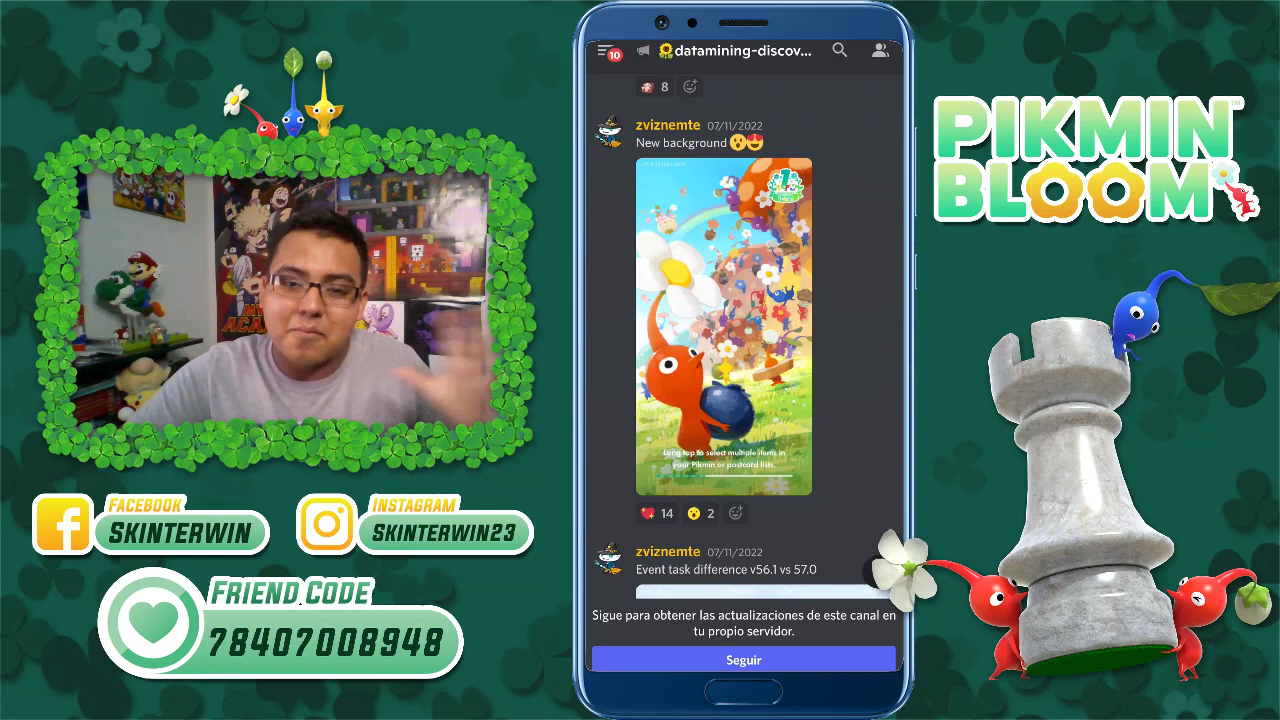 10
datamining-discov...
8
zviznemte 07/11/2022
New background
1
Long tap to select multiple items in
your Pikmin or postcard lists.
14 2
zviznemte 07/11/2022
Event task difference v56.1 vs 57.0
Sigue para obtener las actualizaciones de este canal en
tu propio servidor.
Seguir
PIKMIN
BLOOM
™
FACEBOOK
SKINTERWIN
INSTAGRAM
SKINTERWIN23
FRIEND CODE
78407008948